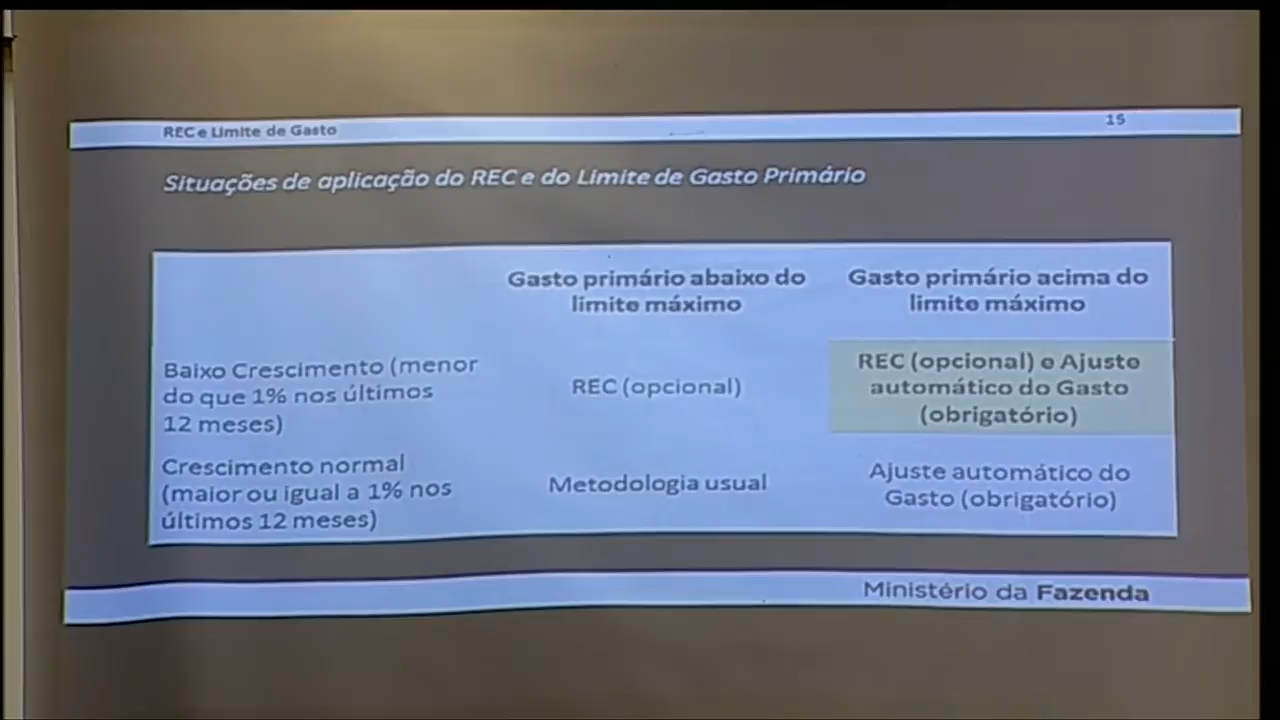 REC e Limite de Gasto
15
Situações de aplicação do REC e do Limite de Gasto Primário
Gasto primário abaixo do
limite máximo
Gasto primário acima do
limite máximo
Baixo Crescimento (menor
do que 1% nos últimos
12 meses)
REC (opcional)
REC (opcional) e Ajuste
automático do Gasto
(obrigatório)
Crescimento normal
(maior ou igual a 1% nos
últimos 12 meses)
Metodologia usual
Ajuste automático do
Gasto (obrigatório)
Ministério da Fazenda